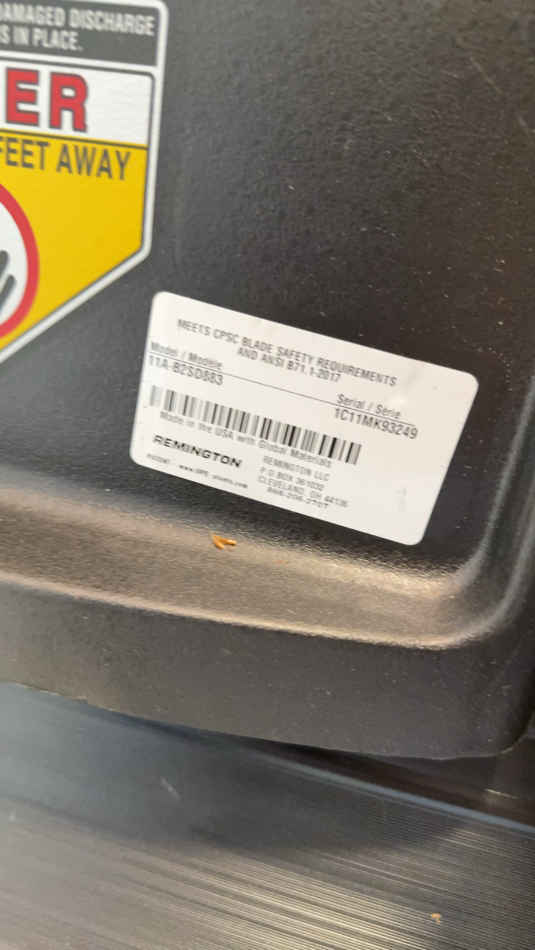 DAMAGED DISCHARGE
S IN PLACE.
ER
FEET AWAY
MEETS CPSC BLADE SAFETY REQUIREMENTS
AND ANSI B71.1-2017
Model / Modèle
11A-B2SD883
Serial / Série
1C11MK93249
Made in the USA with Global Materials
REMINGTON
REMINGTON LLC
P.O BOX 361032
CLEVELAND, OH 44136